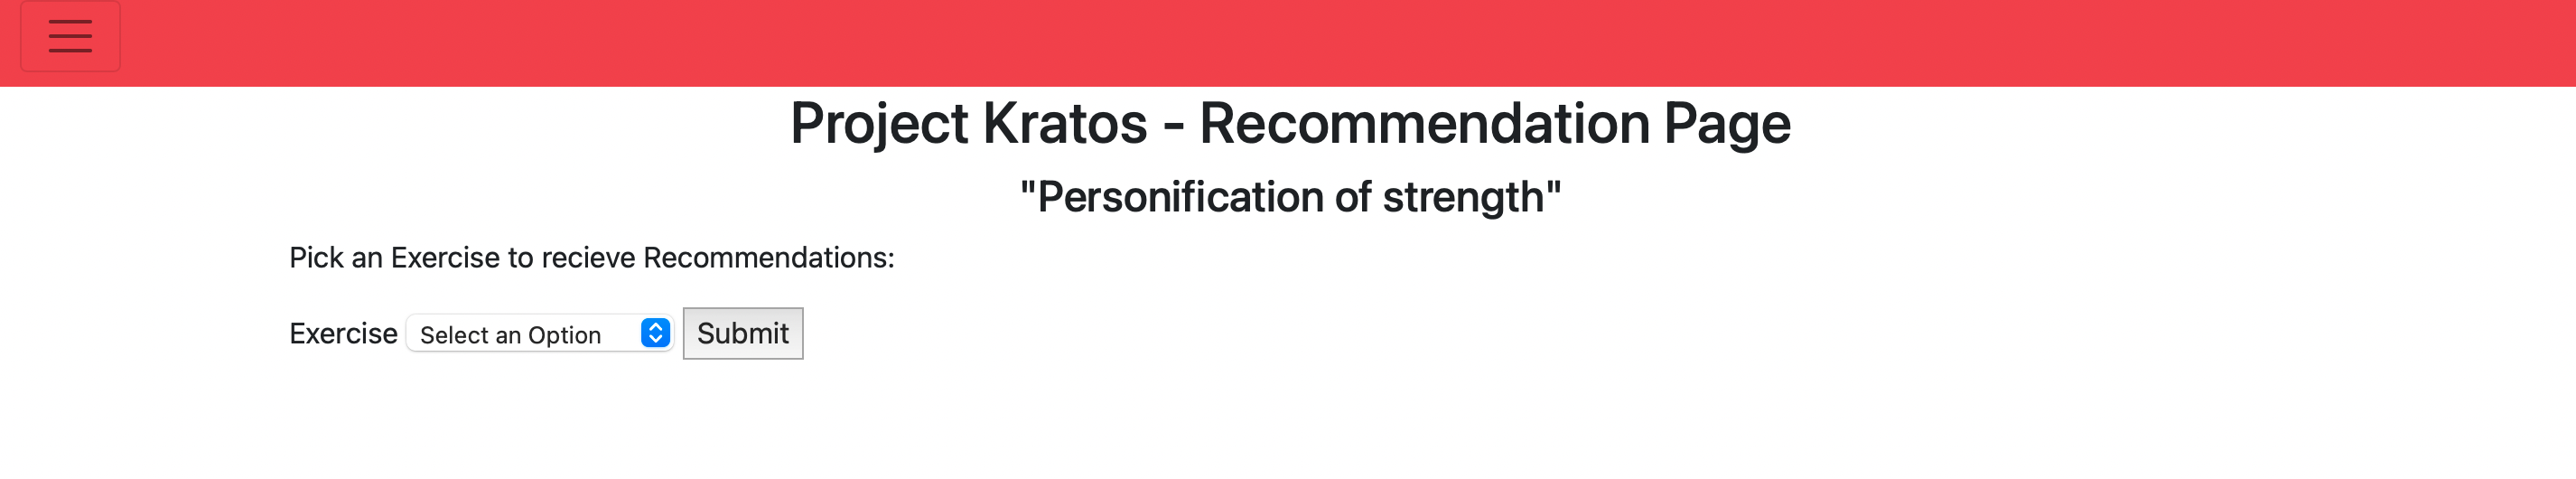 Project Kratos - Recommendation Page
"Personification of strength"
Pick an Exercise to recieve Recommendations:
Exercise Select an Option Submit